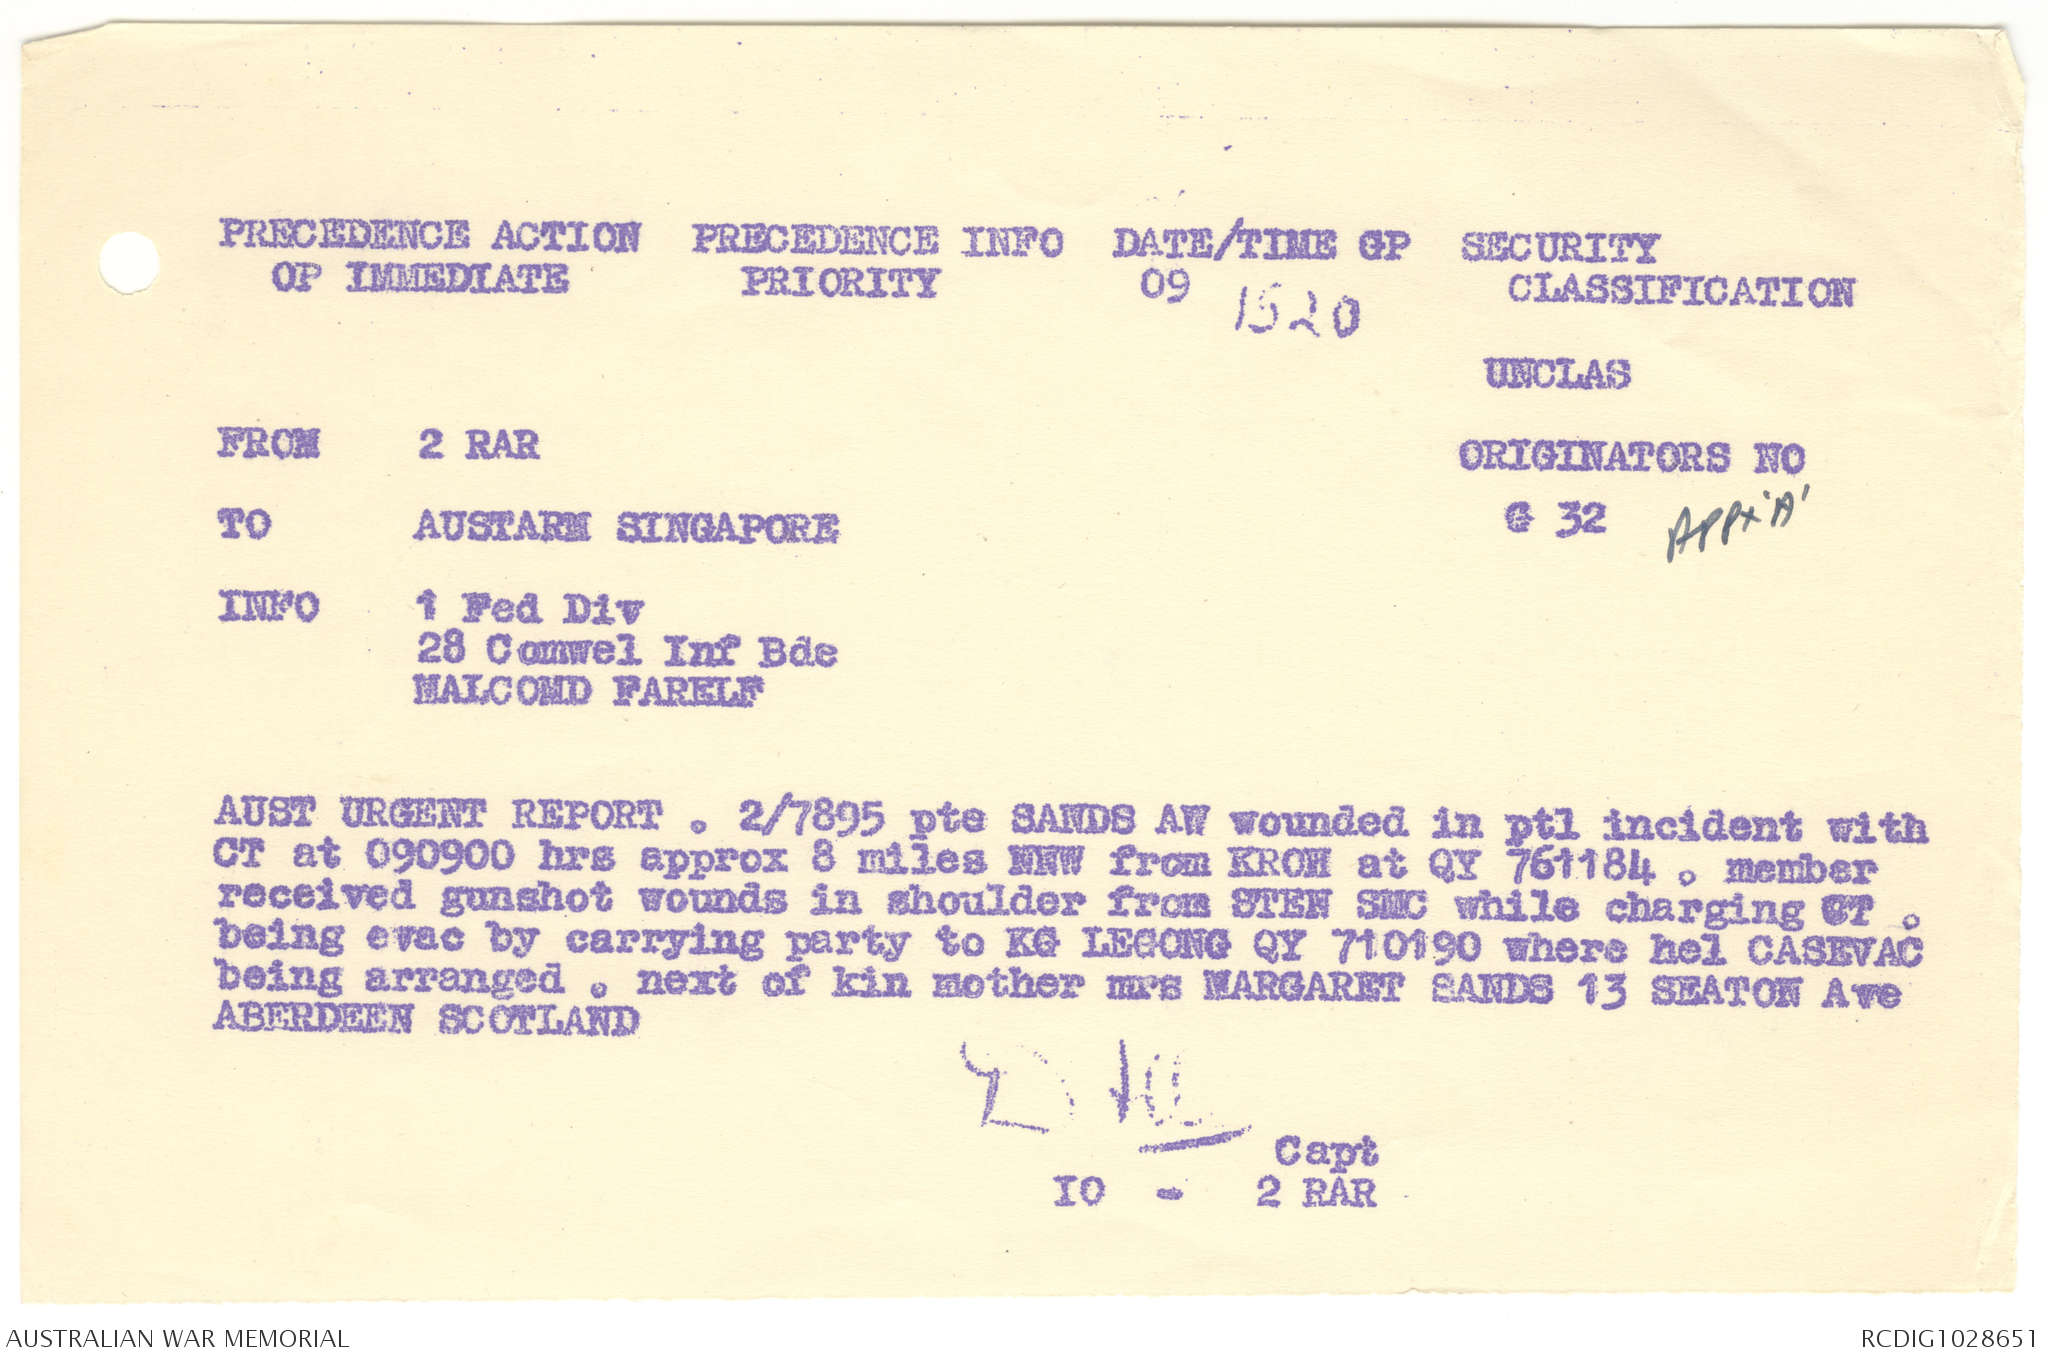 PRECEDENCE ACTION PRECEDENCE INFO DATE/TIME GP SECURITY
OP IMMEDIATE PRIORITY 09 1520 CLASSIFICATION
UNCLAS
FROM 2 RAR ORIGINATORS NO
TO AUSTARM SINGAPORE G 32 Appx 'A'
INFO 1 Fed Div
28 Comwel Inf Bde
MALCOMD FARELF
AUST URGENT REPORT . 2/7895 pte SANDS AW wounded in ptl incident with
CT at 090900 hrs approx 8 miles NNW from KROH at QY 761184 . member
received gunshot wounds in shoulder from STEN SMC while charging CT .
being evac by carrying party to KG LEGONG QY 710190 where hel CASEVAC
being arranged . next of kin mother mrs MARGARET SANDS 13 SEATON Ave
ABERDEEN SCOTLAND
Capt
IO - 2 RAR
AUSTRALIAN WAR MEMORIAL RCDIG1028651